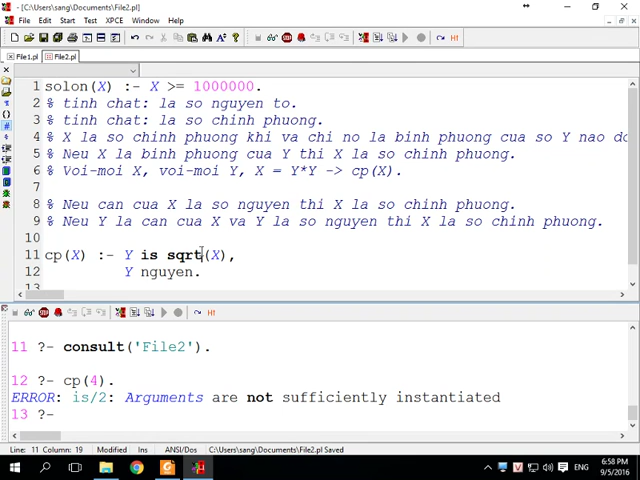 [C:\Users\sang\Documents\File2.pl]
File Edit Start Test XPCE Window Help
File1.pl File2.pl
1 solon(X) :- X >= 1000000.
2 % tinh chat: la so nguyen to.
3 % tinh chat: la so chinh phuong.
4 % X la so chinh phuong khi va chi no la binh phuong cua so Y nao do
5 % Neu X la binh phuong cua Y thi X la so chinh phuong.
6 % Voi-moi X, voi-moi Y, X = Y*Y -> cp(X).
7
8 % Neu can cua X la so nguyen thi X la so chinh phuong.
9 % Neu Y la can cua X va Y la so nguyen thi X la so chinh phuong.
10
11 cp(X) :- Y is sqrt(X),
12 Y nguyen.
13
11 ?- consult('File2').
12 ?- cp(4).
ERROR: is/2: Arguments are not sufficiently instantiated
13 ?-
Line: 11 Column: 19 Modified Ins ANSI/Dos C:\Users\sang\Documents\File2.pl Saved
6:58 PM
9/5/2016